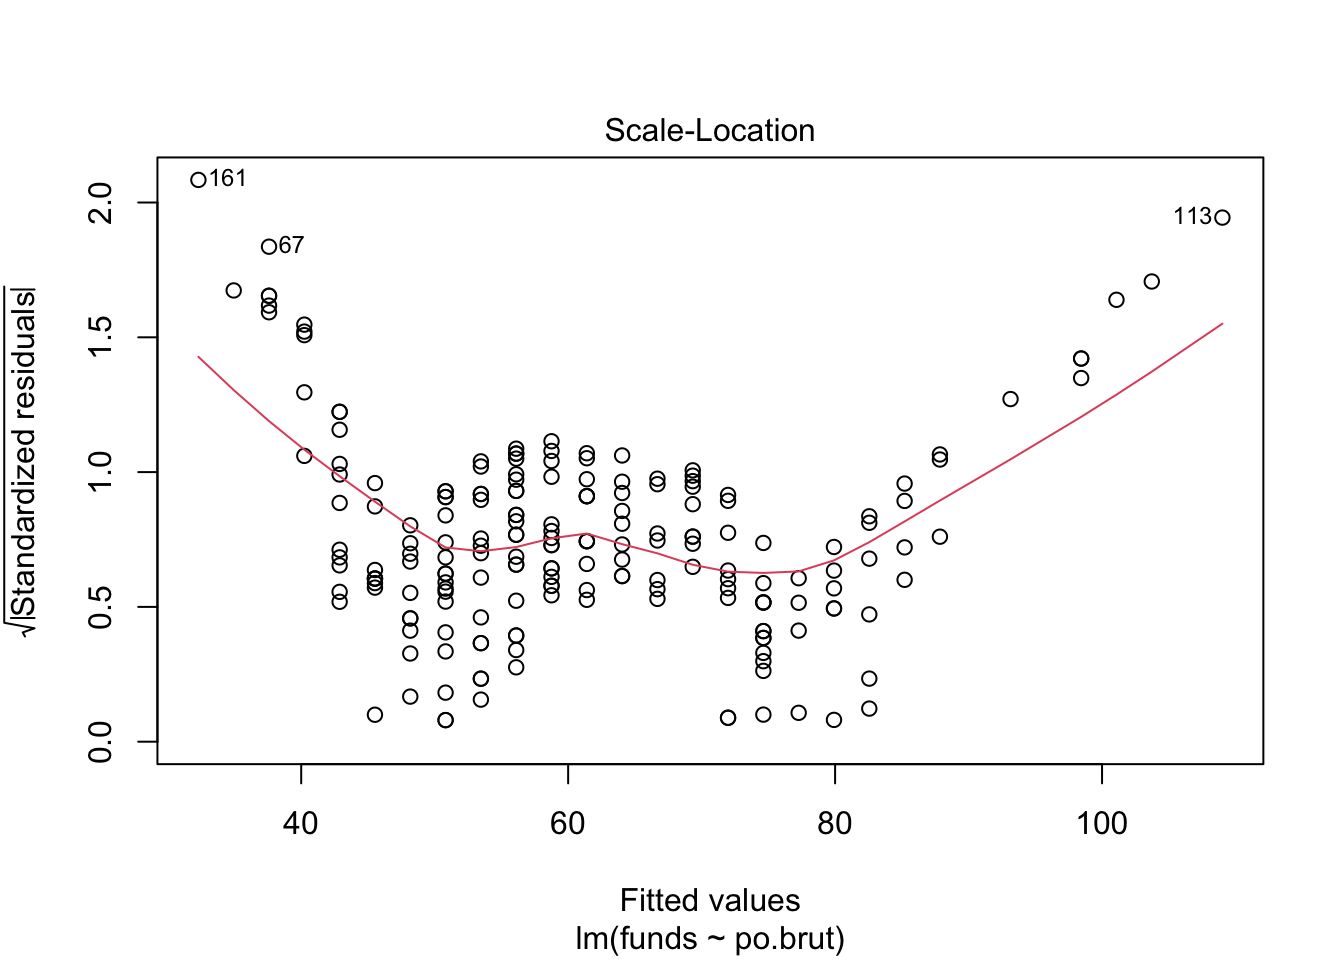 Scale-Location
√|Standardized residuals|
2.0
1.5
1.0
0.5
0.0
161
67
113
40 60 80 100
Fitted values
lm(funds ~ po.brut)